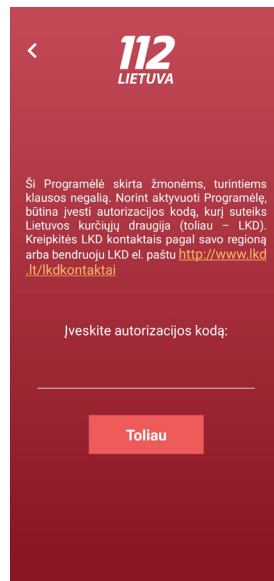 112
LIETUVA
Ši Programėlė skirta žmonėms, turintiems
klausos negalią. Norint aktyvuoti Programėlę,
būtina įvesti autorizacijos kodą, kurį suteiks
Lietuvos kurčiųjų draugija (toliau – LKD).
Kreipkitės LKD kontaktais pagal savo regioną
arba bendruoju LKD el. paštu http://www.lkd
.lt/lkdkontaktai
Įveskite autorizacijos kodą:
Toliau